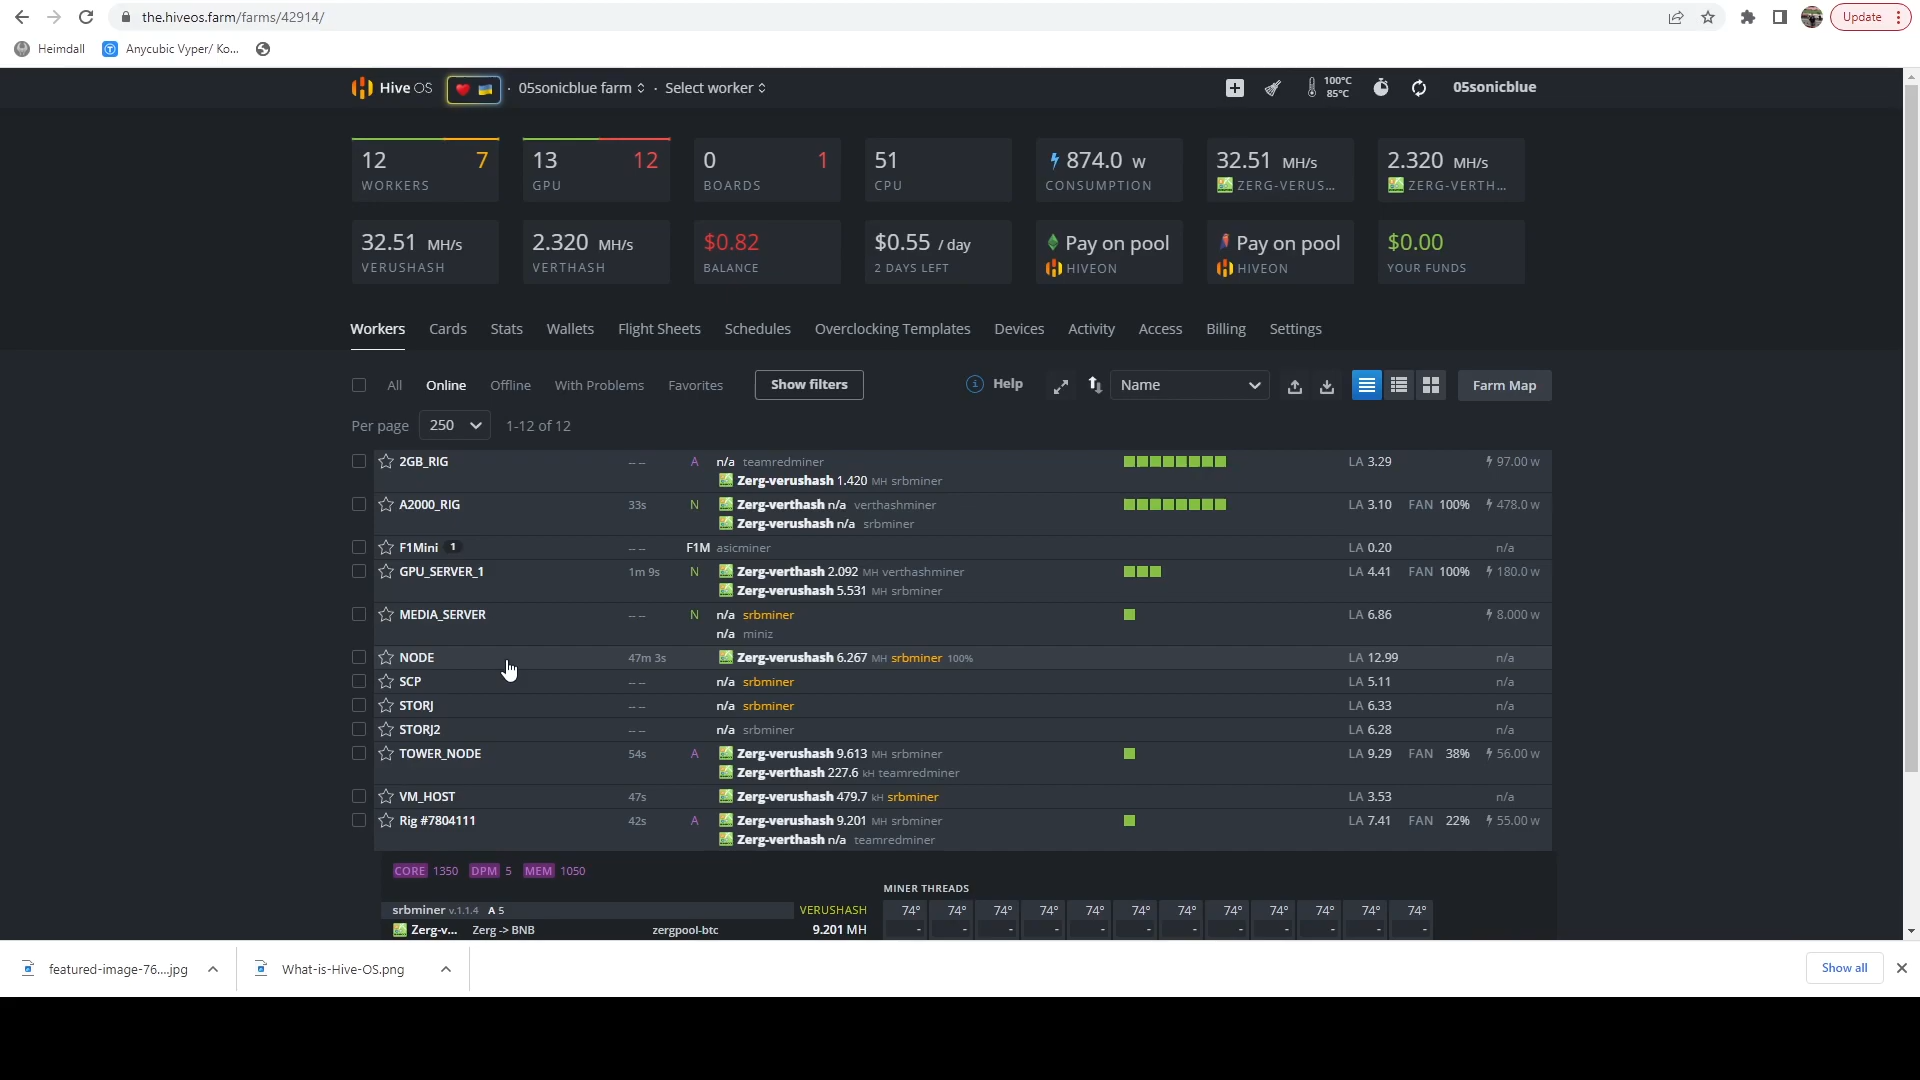 the.hiveos.farm/farms/42914/
Update
Heimdall
Anycubic Vyper/ Ko...
Hive OS · 05sonicblue farm · Select worker
100°C
85°C
05sonicblue
12 7
WORKERS
13 12
GPU
0 1
BOARDS
51
CPU
874.0 W
CONSUMPTION
32.51 MH/s
ZERG-VERUS...
2.320 MH/s
ZERG-VERTH...
32.51 MH/s
VERUSHASH
2.320 MH/s
VERTHASH
$0.82
BALANCE
$0.55 / day
2 DAYS LEFT
Pay on pool
HIVEON
Pay on pool
HIVEON
$0.00
YOUR FUNDS
Workers Cards Stats Wallets Flight Sheets Schedules Overclocking Templates Devices Activity Access Billing Settings
All Online Offline With Problems Favorites Show filters Help Name Farm Map
Per page 250 1-12 of 12
2GB_RIG -- A n/a teamredminer LA 3.29 97.00 w
Zerg-verushash 1.420 MH srbminer
A2000_RIG 33s N Zerg-verthash n/a verthashminer LA 3.10 FAN 100% 478.0 w
Zerg-verushash n/a srbminer
F1Mini 1 -- F1M asicminer LA 0.20 n/a
GPU_SERVER_1 1m 9s N Zerg-verthash 2.092 MH verthashminer LA 4.41 FAN 100% 180.0 w
Zerg-verushash 5.531 MH srbminer
MEDIA_SERVER -- N n/a srbminer LA 6.86 8.000 w
n/a miniz
NODE 47m 3s Zerg-verushash 6.267 MH srbminer 100% LA 12.99 n/a
SCP -- n/a srbminer LA 5.11 n/a
STORJ -- n/a srbminer LA 6.33 n/a
STORJ2 -- n/a srbminer LA 6.28 n/a
TOWER_NODE 54s A Zerg-verushash 9.613 MH srbminer LA 9.29 FAN 38% 56.00 w
Zerg-verthash 227.6 kH teamredminer
VM_HOST 47s Zerg-verushash 479.7 kH srbminer LA 3.53 n/a
Rig #7804111 42s A Zerg-verushash 9.201 MH srbminer LA 7.41 FAN 22% 55.00 w
Zerg-verthash n/a teamredminer
CORE 1350 DPM 5 MEM 1050
MINER THREADS
srbminer v.1.1.4 A 5 VERUSHASH 74° 74° 74° 74° 74° 74° 74° 74° 74° 74° 74° 74°
Zerg-v... Zerg -> BNB zergpool-btc 9.201 MH - - - - - - - - - - - -
featured-image-76....jpg What-is-Hive-OS.png Show all